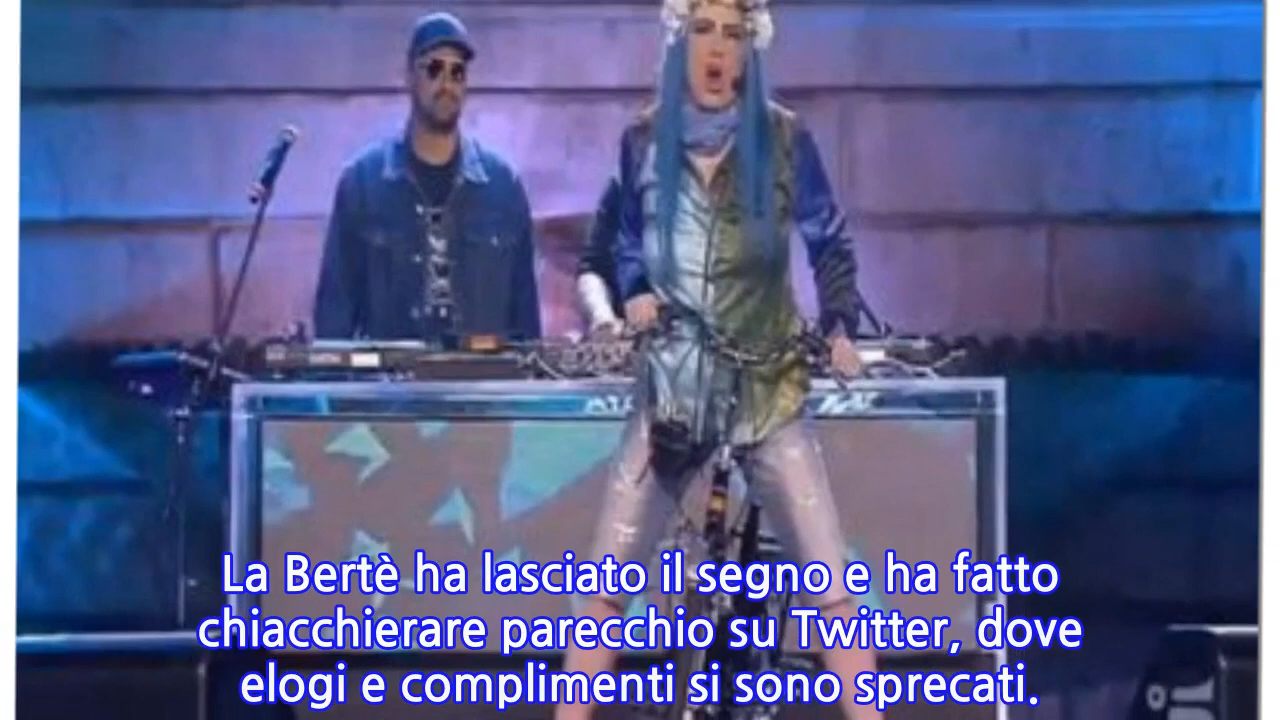 La Bertè ha lasciato il segno e ha fatto
chiacchierare parecchio su Twitter, dove
elogi e complimenti si sono sprecati.